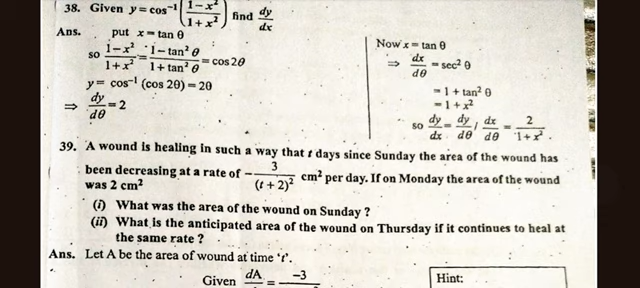 38. Given y = cos⁻¹ (1 – x² / 1 + x²) find dy/dx
Ans. put x = tan θ
so 1 – x² / 1 + x² = 1 – tan² θ / 1 + tan² θ = cos 2θ
y = cos⁻¹ (cos 2θ) = 2θ
⇒ dy/dθ = 2
Now x = tan θ
⇒ dx/dθ = sec² θ
= 1 + tan² θ
= 1 + x²
so dy/dx = dy/dθ / dx/dθ = 2 / 1 + x² .
39. A wound is healing in such a way that t days since Sunday the area of the wound has
been decreasing at a rate of – 3 / (t + 2)² cm² per day. If on Monday the area of the wound
was 2 cm²
(i) What was the area of the wound on Sunday ?
(ii) What is the anticipated area of the wound on Thursday if it continues to heal at
the same rate ?
Ans. Let A be the area of wound at time ‘t’.
Given dA = –3
Hint: